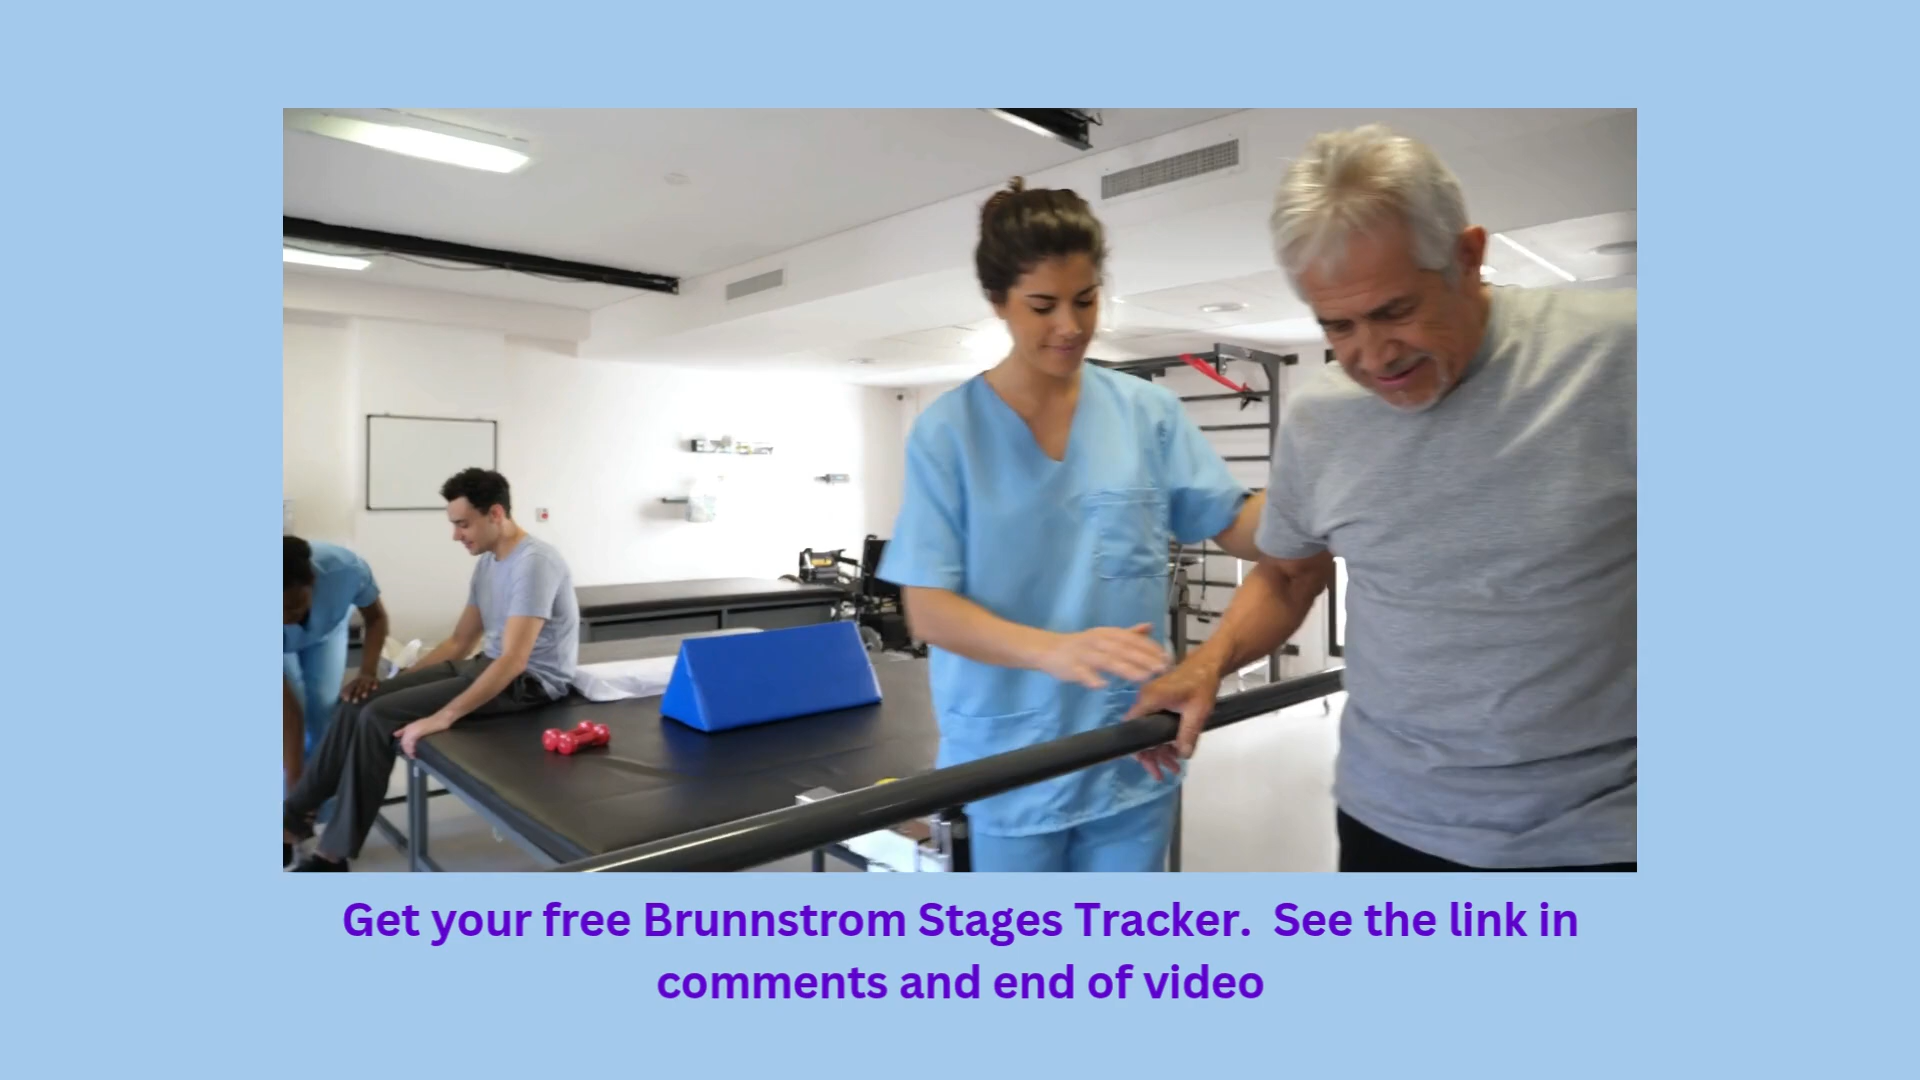 Get your free Brunnstrom Stages Tracker.  See the link in
comments and end of video